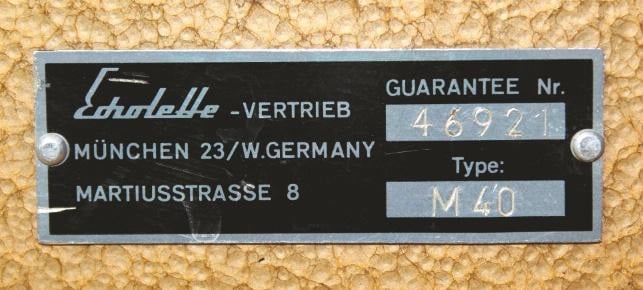 Echolette -VERTRIEB
MÜNCHEN 23/W.GERMANY
MARTIUSSTRASSE 8
GUARANTEE Nr.
46921
Type:
M 40